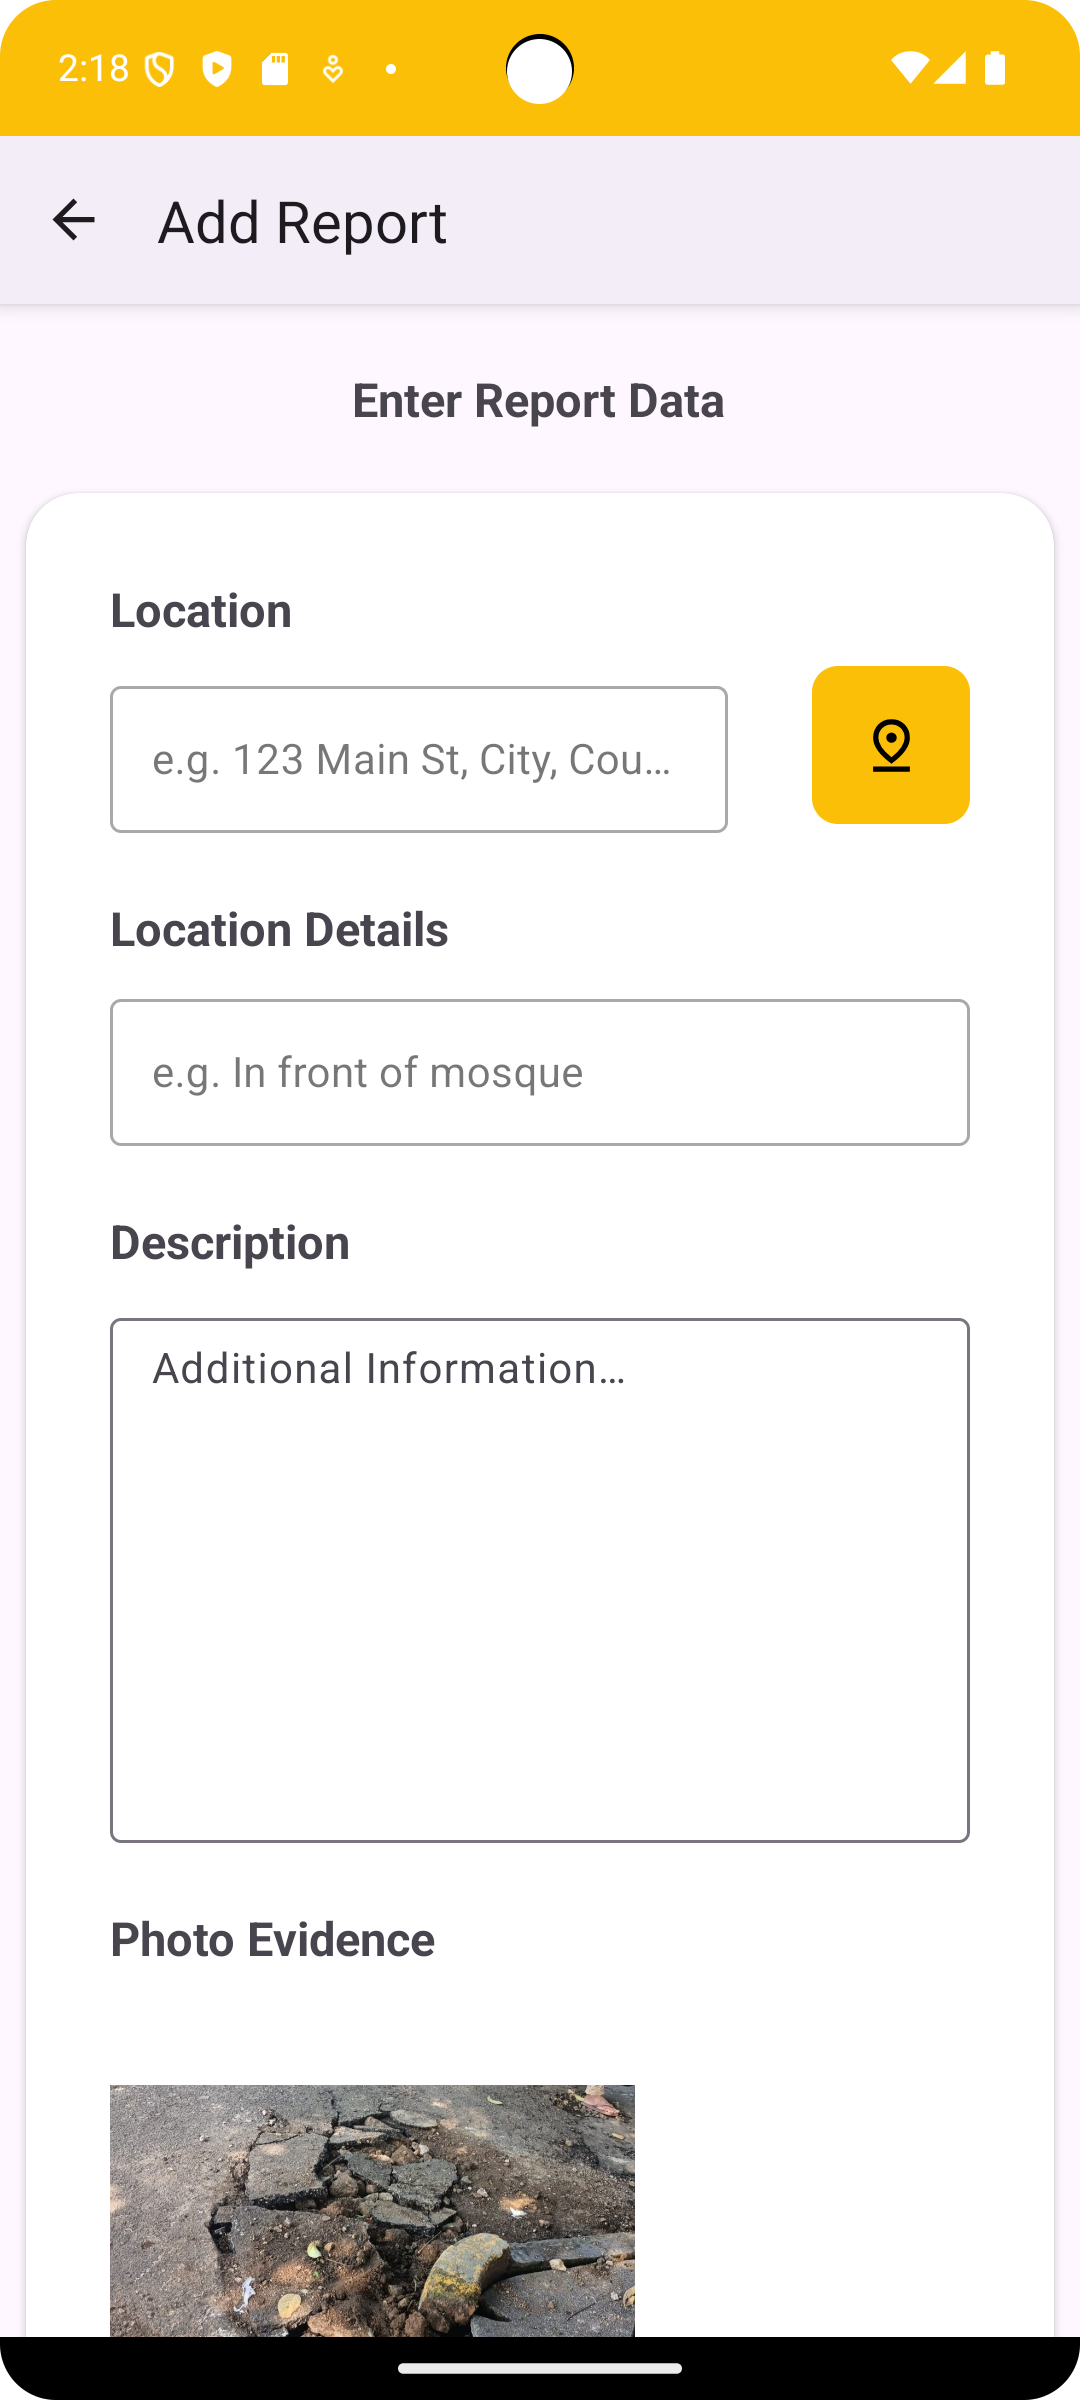 2:18
Add Report
Enter Report Data
Location
e.g. 123 Main St, City, Cou...
Location Details
e.g. In front of mosque
Description
Additional Information...
Photo Evidence